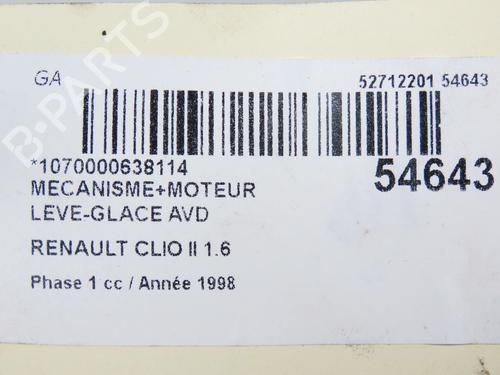 GA
52712201 54643
*1070000638114
54643
MECANISME+MOTEUR
LEVE-GLACE AVD
RENAULT CLIO II 1.6
Phase 1 cc / Année 1998
B-PARTS